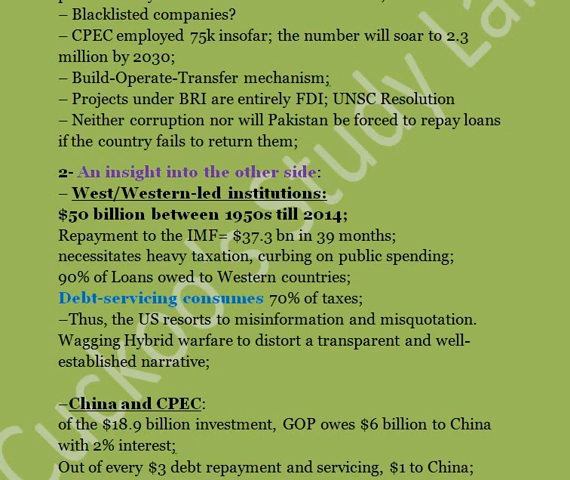 – Blacklisted companies?
– CPEC employed 75k insofar; the number will soar to 2.3
million by 2030;
– Build-Operate-Transfer mechanism;
– Projects under BRI are entirely FDI; UNSC Resolution
– Neither corruption nor will Pakistan be forced to repay loans
if the country fails to return them;
2- An insight into the other side:
– West/Western-led institutions:
$50 billion between 1950s till 2014;
Repayment to the IMF= $37.3 bn in 39 months;
necessitates heavy taxation, curbing on public spending;
90% of Loans owed to Western countries;
Debt-servicing consumes 70% of taxes;
–Thus, the US resorts to misinformation and misquotation.
Wagging Hybrid warfare to distort a transparent and well-
established narrative;
–China and CPEC:
of the $18.9 billion investment, GOP owes $6 billion to China
with 2% interest;
Out of every $3 debt repayment and servicing, $1 to China;
Cuckoo's Study La